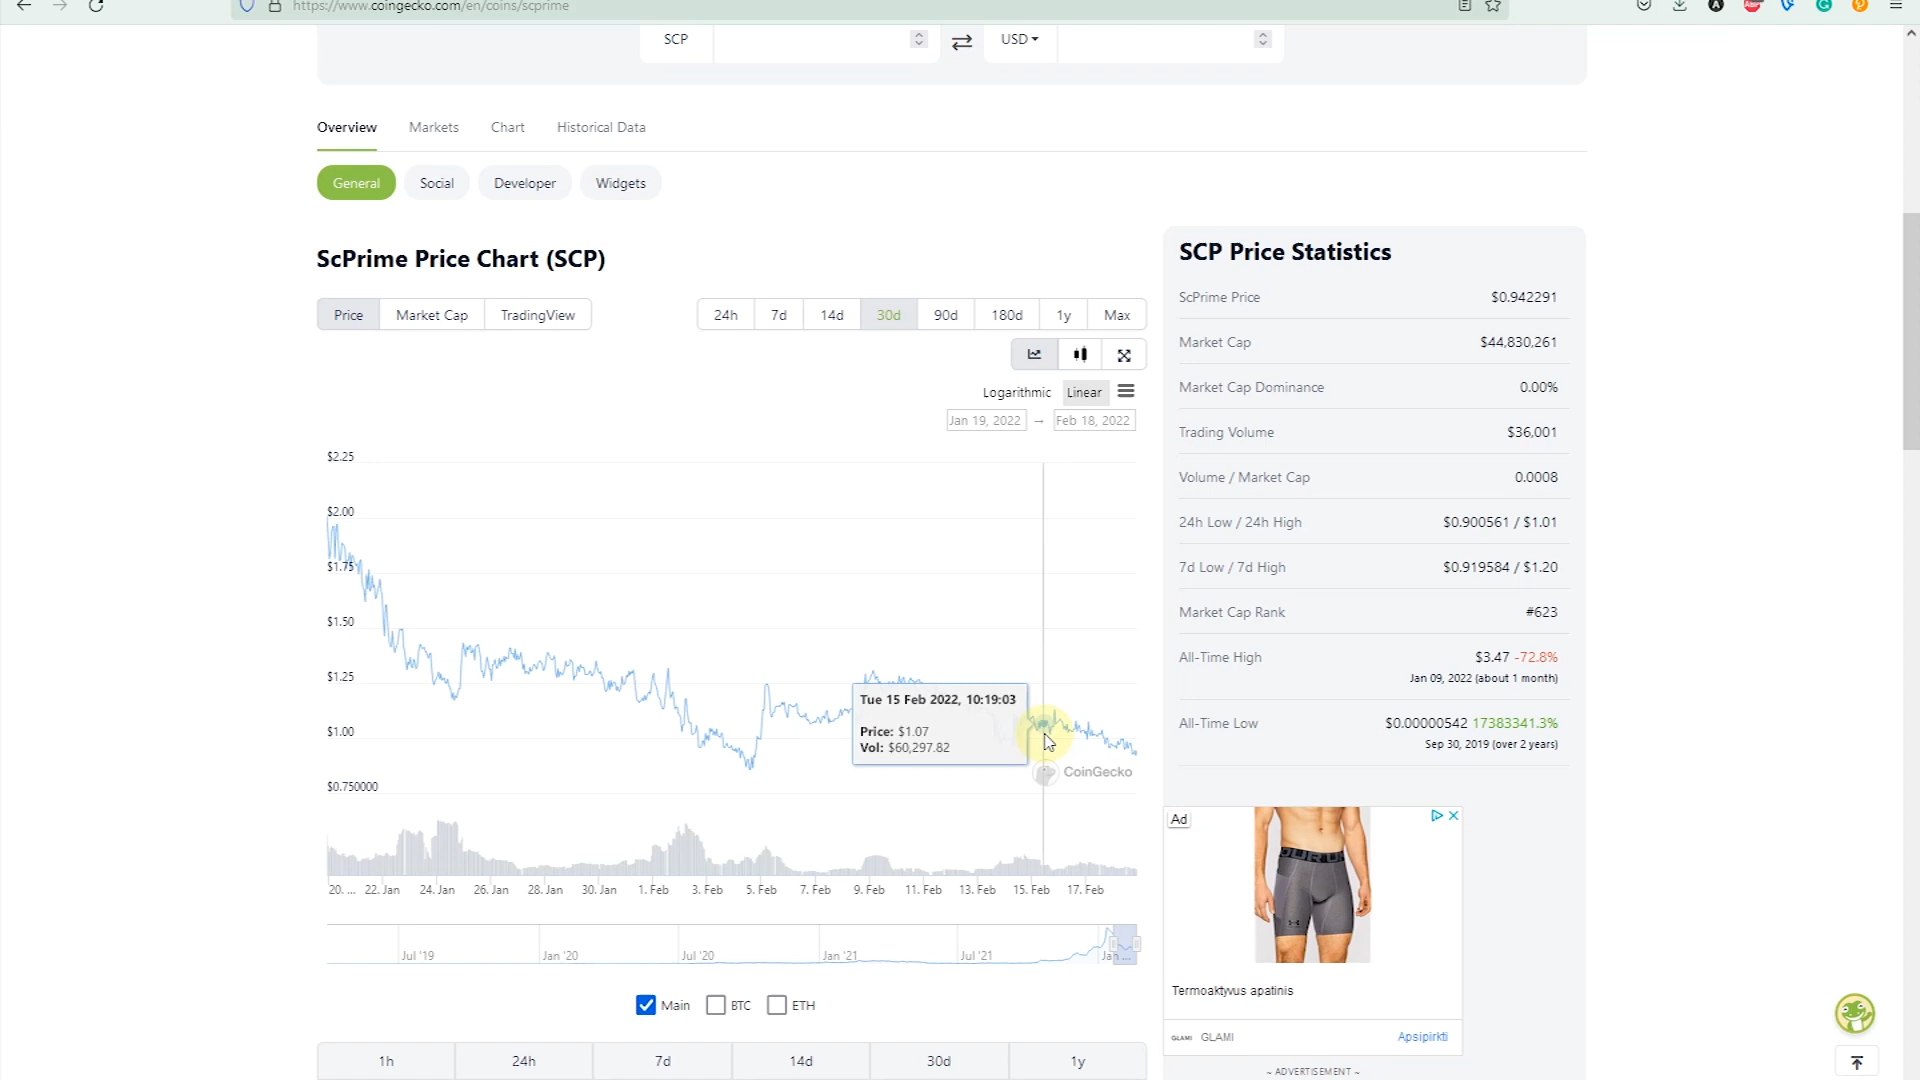 https://www.coingecko.com/en/coins/scprime
SCP
USD
Overview Markets Chart Historical Data
General Social Developer Widgets
ScPrime Price Chart (SCP)
Price Market Cap TradingView
24h 7d 14d 30d 90d 180d 1y Max
Logarithmic Linear
Jan 19, 2022 → Feb 18, 2022
$2.25
$2.00
$1.75
$1.50
$1.25
$1.00
$0.750000
Tue 15 Feb 2022, 10:19:03
Price: $1.07
Vol: $60,297.82
CoinGecko
20. ... 22. Jan 24. Jan 26. Jan 28. Jan 30. Jan 1. Feb 3. Feb 5. Feb 7. Feb 9. Feb 11. Feb 13. Feb 15. Feb 17. Feb
Jul '19 Jan '20 Jul '20 Jan '21 Jul '21 Jan ...
Main BTC ETH
1h 24h 7d 14d 30d 1y
SCP Price Statistics
ScPrime Price $0.942291
Market Cap $44,830,261
Market Cap Dominance 0.00%
Trading Volume $36,001
Volume / Market Cap 0.0008
24h Low / 24h High $0.900561 / $1.01
7d Low / 7d High $0.919584 / $1.20
Market Cap Rank #623
All-Time High $3.47 -72.8%
Jan 09, 2022 (about 1 month)
All-Time Low $0.00000542 17383341.3%
Sep 30, 2019 (over 2 years)
Ad
Termoaktyvus apatinis
GLAMI GLAMI Apsipirkti
~ ADVERTISEMENT ~